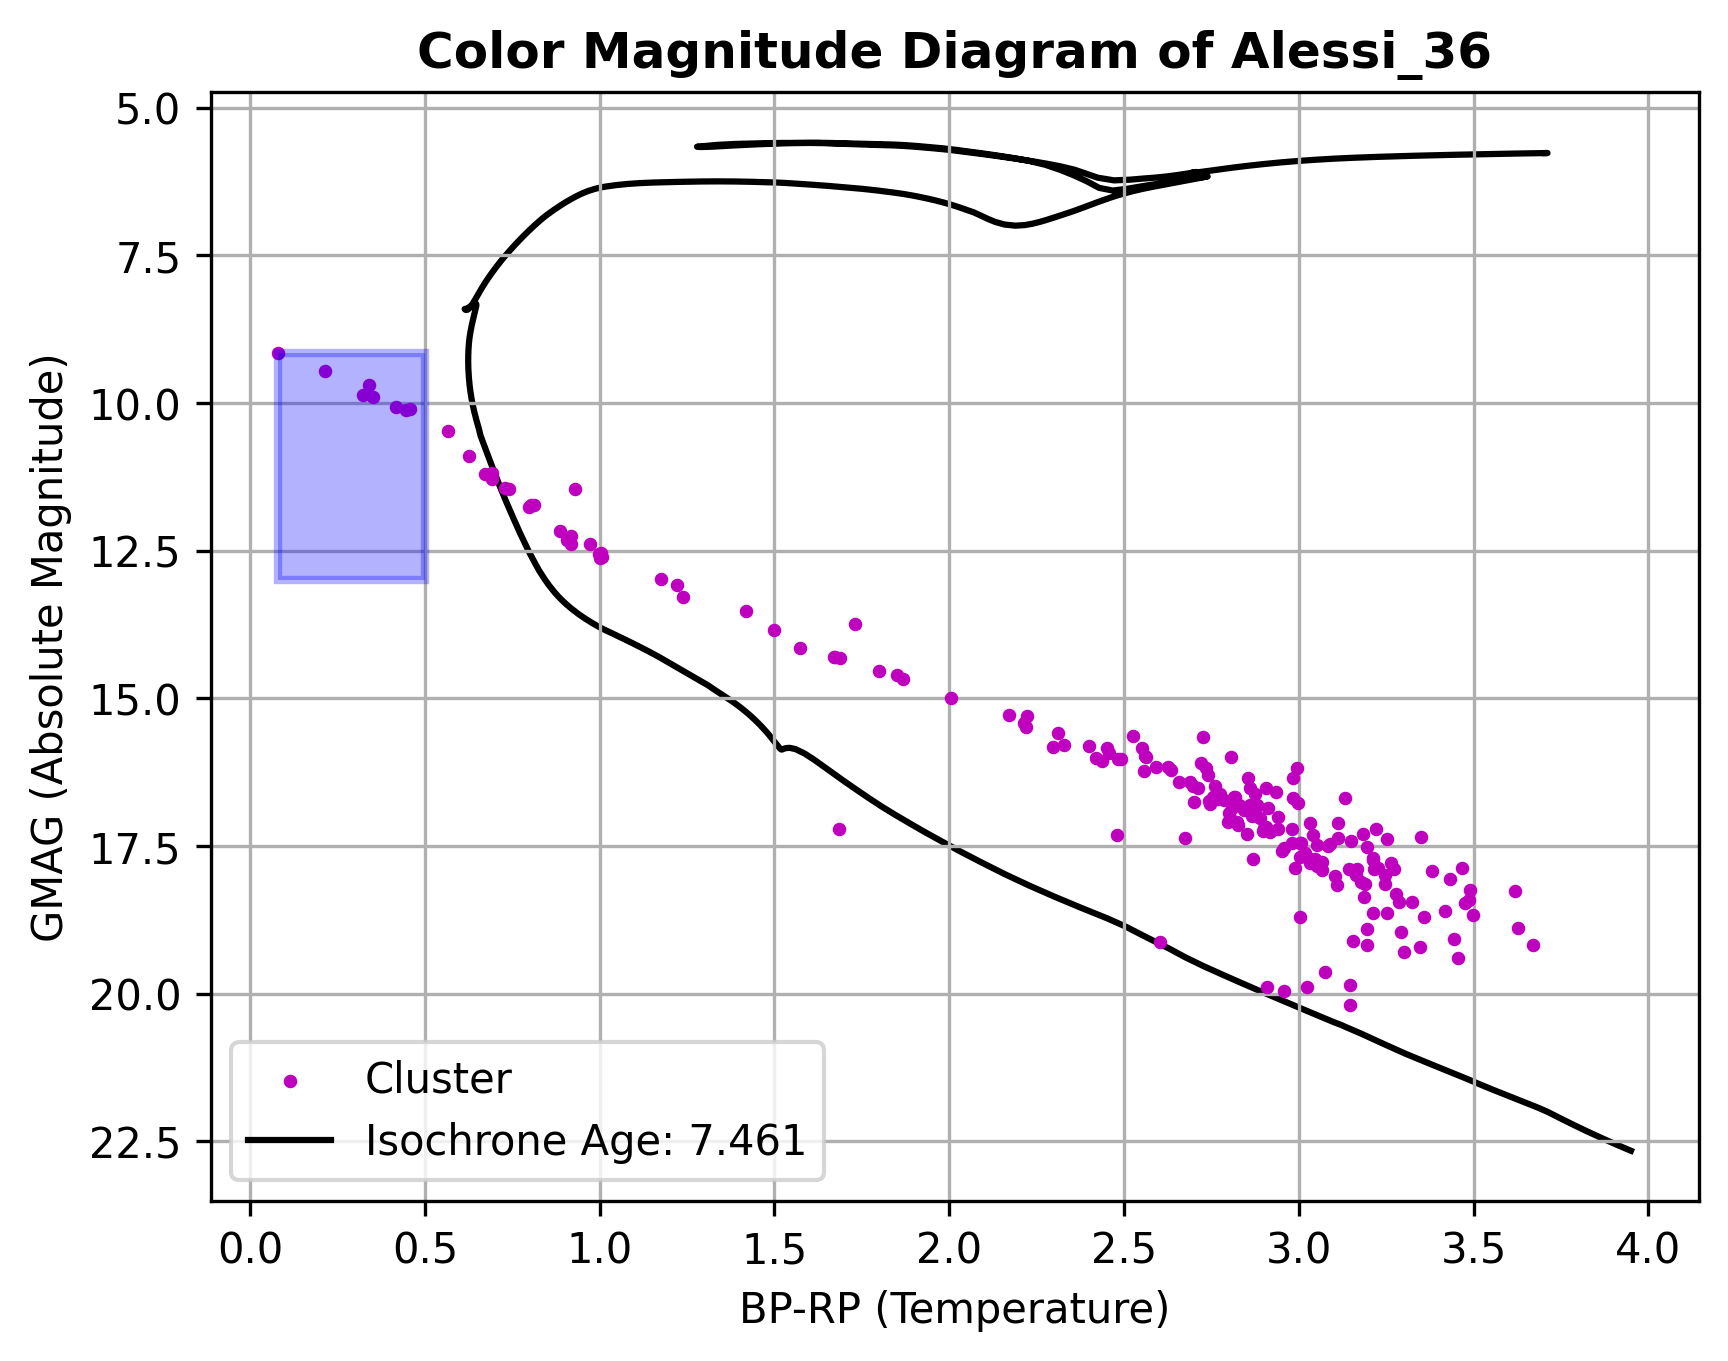 Color Magnitude Diagram of Alessi_36
GMAG (Absolute Magnitude)
5.0
7.5
10.0
12.5
15.0
17.5
20.0
22.5
Cluster
Isochrone Age: 7.461
0.0 0.5 1.0 1.5 2.0 2.5 3.0 3.5 4.0
BP-RP (Temperature)